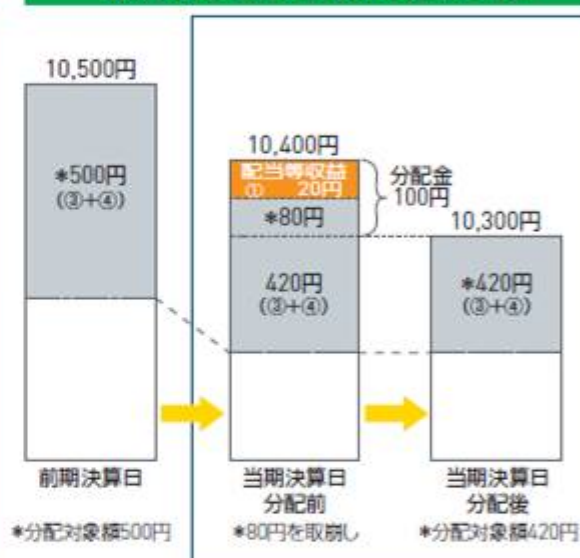 10,500円
*500円
(③+④)
前期決算日
*分配対象額500円
10,400円
配当等収益
① 20円
*80円
分配金
100円
420円
(③+④)
当期決算日
分配前
*80円を取崩し
10,300円
*420円
(③+④)
当期決算日
分配後
*分配対象額420円